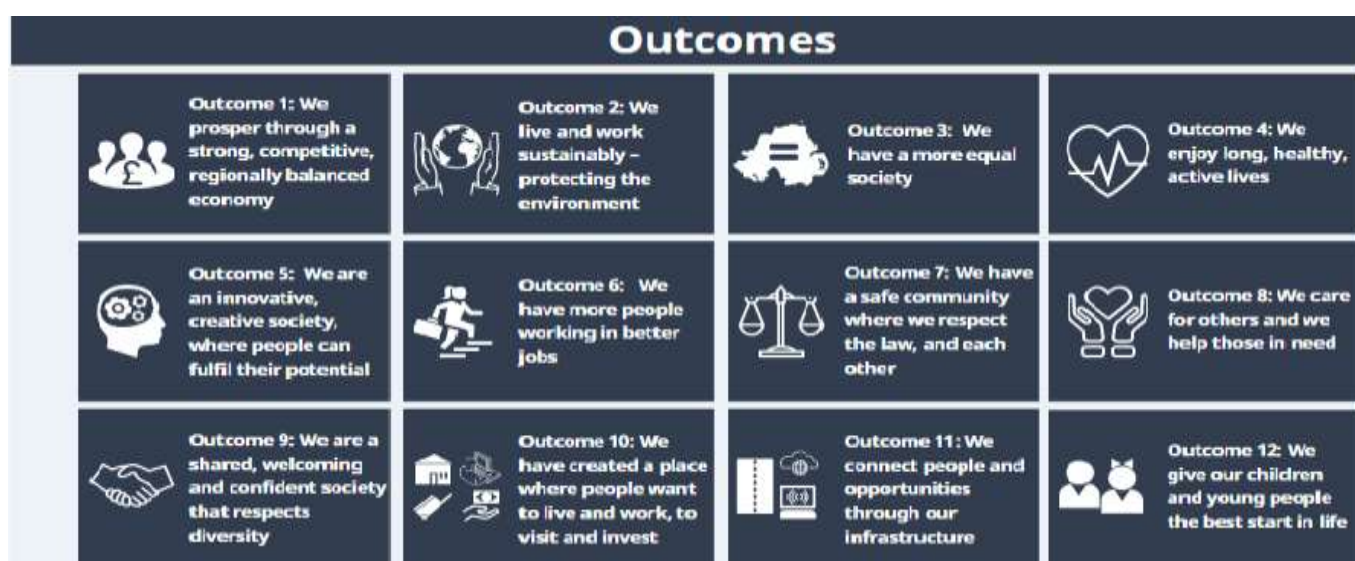 Outcomes
Outcome 1: We
prosper through a
strong, competitive,
regionally balanced
economy
Outcome 2: We
live and work
sustainably –
protecting the
environment
Outcome 3: We
have a more equal
society
Outcome 4: We
enjoy long, healthy,
active lives
Outcome 5: We are
an innovative,
creative society,
where people can
fulfil their potential
Outcome 6: We
have more people
working in better
jobs
Outcome 7: We have
a safe community
where we respect
the law, and each
other
Outcome 8: We care
for others and we
help those in need
Outcome 9: We are a
shared, welcoming
and confident society
that respects
diversity
Outcome 10: We
have created a place
where people want
to live and work, to
visit and invest
Outcome 11: We
connect people and
opportunities
through our
infrastructure
Outcome 12: We
give our children
and young people
the best start in life